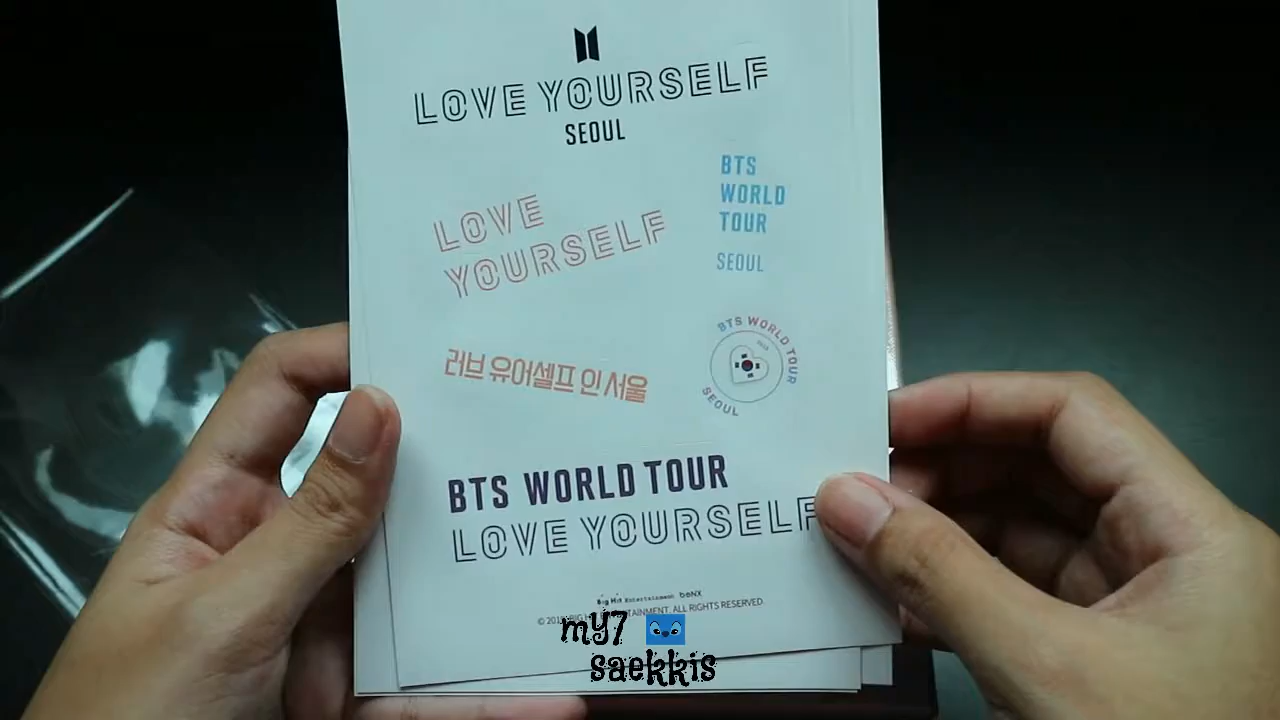 LOVE YOURSELF
SEOUL
LOVE
YOURSELF
BTS
WORLD
TOUR
SEOUL
러브 유어셀프 인 서울
BTS WORLD TOUR
SEOUL
BTS WORLD TOUR
LOVE YOURSELF
Big Hit Entertainment beNX
ALL RIGHTS RESERVED
my7
saekkis